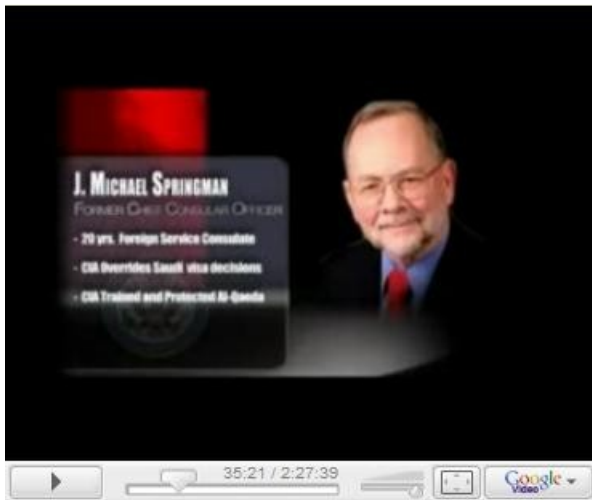 J. MICHAEL SPRINGMAN
FORMER CHIEF CONSULAR OFFICER
- 20 yrs. Foreign Service Consulate
- CIA Overrides Saudi visa decisions
- CIA Trained and Protected Al-Qaeda
35:21 / 2:27:39
Google
Video